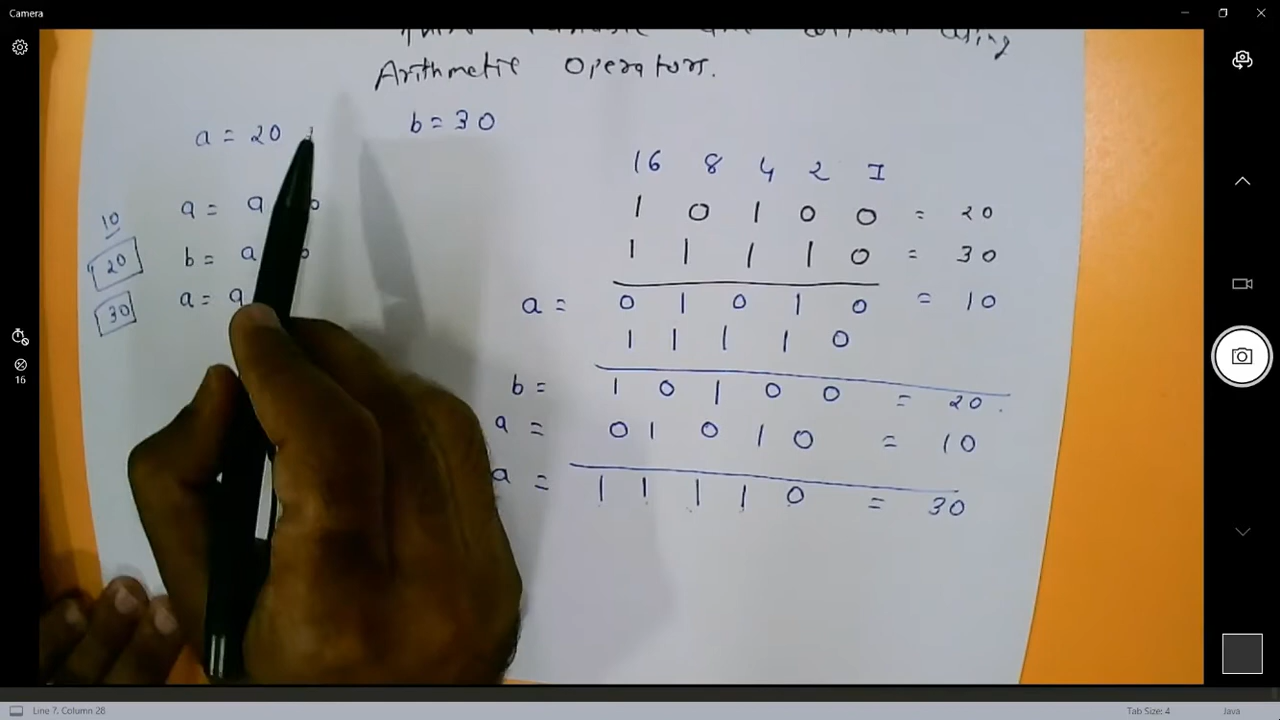 Camera
Arithmetic Operators.
a = 20
b = 30
16 8 4 2 1
1 0 1 0 0 = 20
1 1 1 1 0 = 30
a = 0 1 0 1 0 = 10
1 1 1 1 0
b = 1 0 1 0 0 = 20.
a = 0 1 0 1 0 = 10
a = 1 1 1 1 0 = 30
a = a b
b = a b
a = a
10
20
30
16
Line 7, Column 28
Tab Size: 4
Java